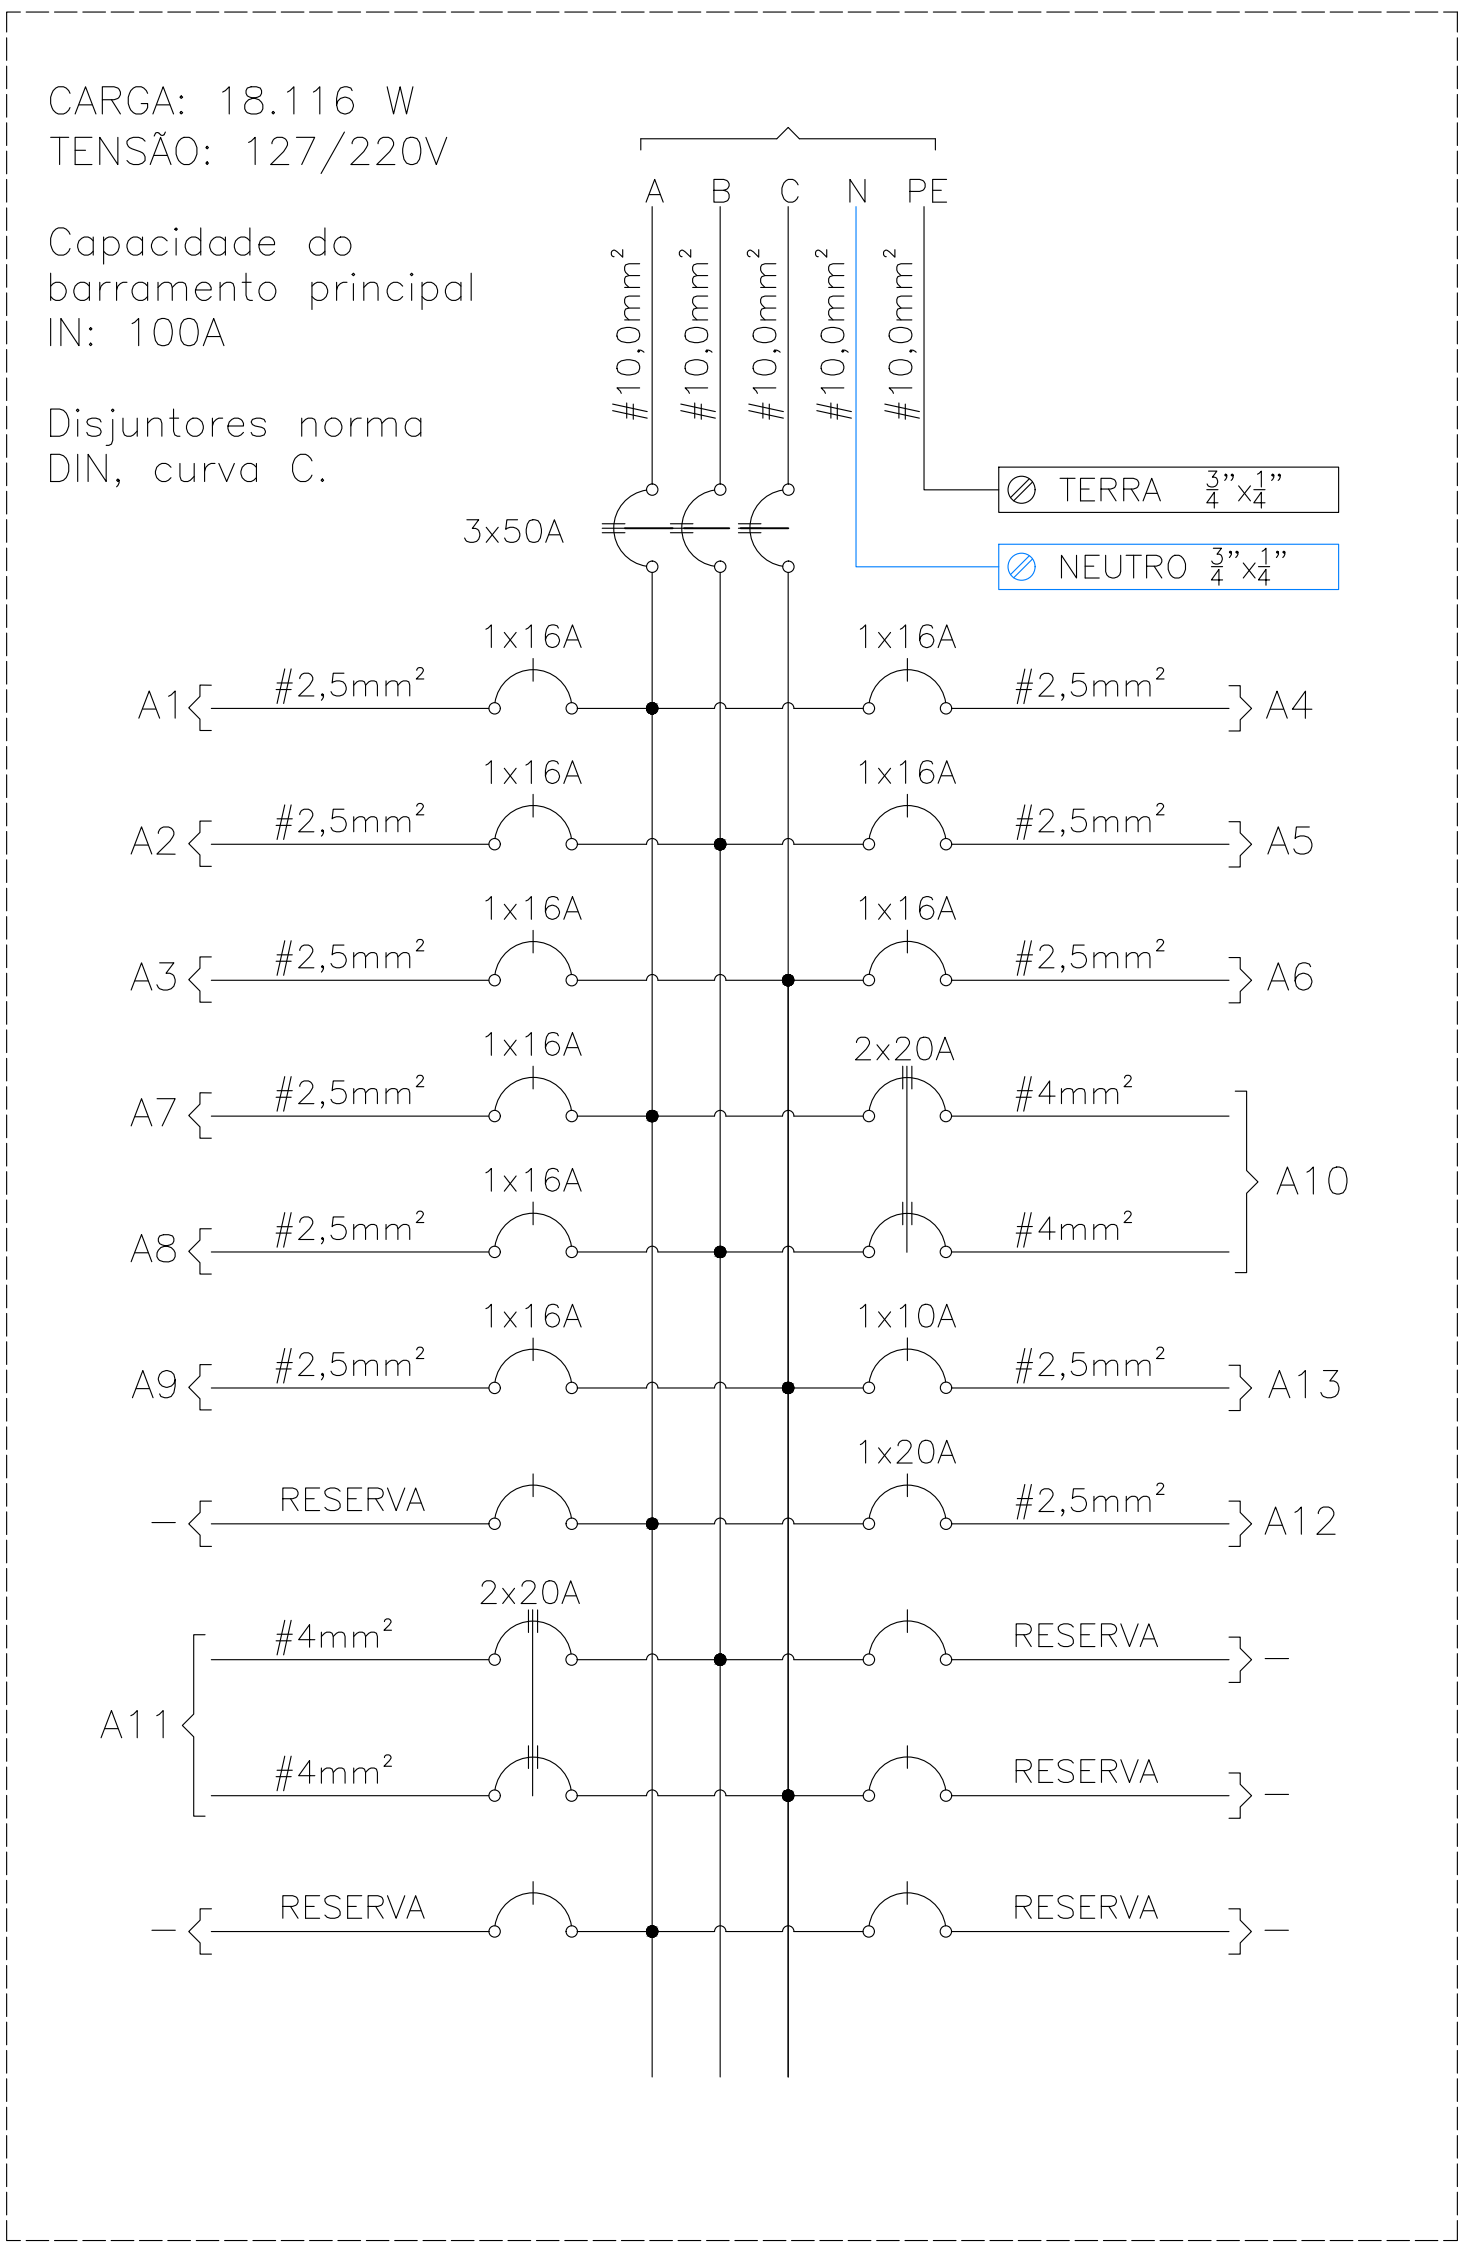 CARGA: 18.116 W
TENSÃO: 127/220V
Capacidade do
barramento principal
IN: 100A
Disjuntores norma
DIN, curva C.
A B C N PE
#10,0mm²
#10,0mm²
#10,0mm²
#10,0mm²
#10,0mm²
3x50A
TERRA 3/4"x1/4"
NEUTRO 3/4"x1/4"
1x16A 1x16A
A1 #2,5mm² #2,5mm² A4
1x16A 1x16A
A2 #2,5mm² #2,5mm² A5
1x16A 1x16A
A3 #2,5mm² #2,5mm² A6
1x16A 2x20A
A7 #2,5mm² #4mm²
A10
1x16A
A8 #2,5mm² #4mm²
1x16A 1x10A
A9 #2,5mm² #2,5mm² A13
1x20A
– RESERVA #2,5mm² A12
2x20A
#4mm² RESERVA –
A11
#4mm² RESERVA –
– RESERVA RESERVA –